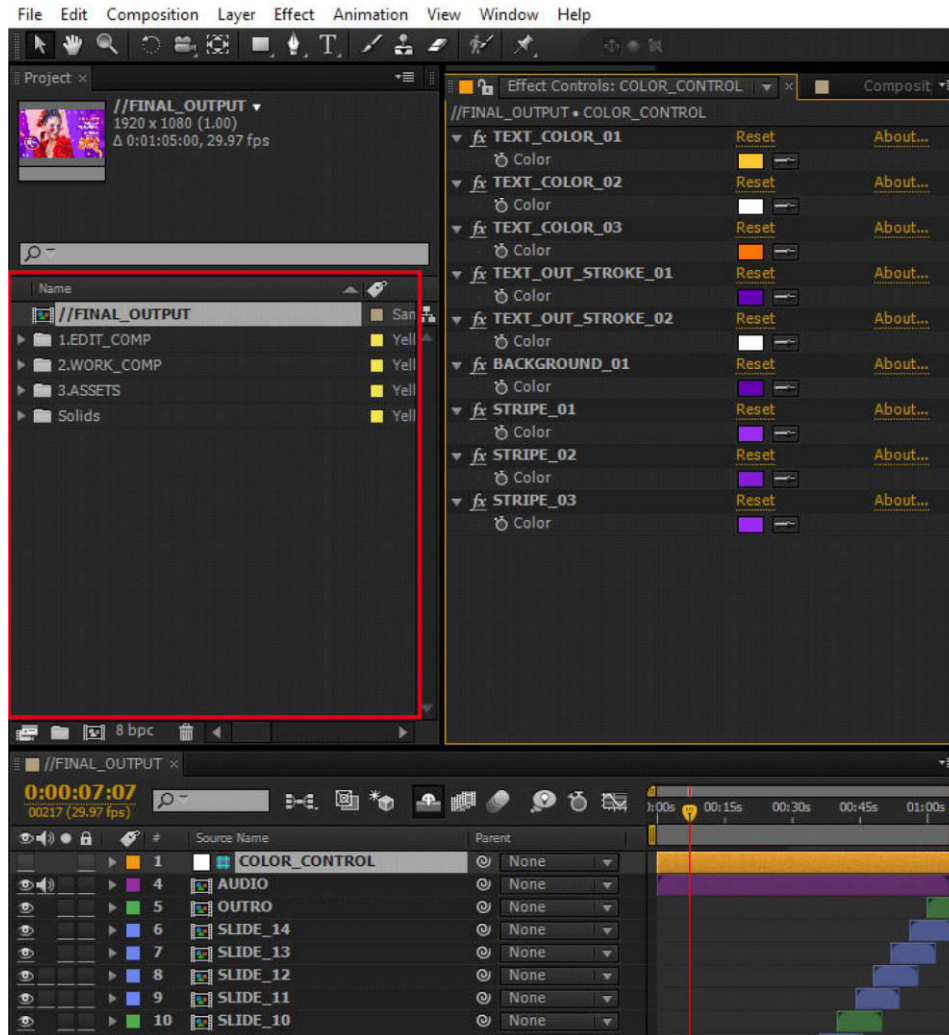 File Edit Composition Layer Effect Animation View Window Help
Project ×
//FINAL_OUTPUT
1920 x 1080 (1.00)
Δ 0:01:05:00, 29.97 fps
Name
//FINAL_OUTPUT San
1.EDIT_COMP Yell
2.WORK_COMP Yell
3.ASSETS Yell
Solids Yell
8 bpc
Effect Controls: COLOR_CONTROL × Composit
//FINAL_OUTPUT • COLOR_CONTROL
fx TEXT_COLOR_01 Reset About...
Color
fx TEXT_COLOR_02 Reset About...
Color
fx TEXT_COLOR_03 Reset About...
Color
fx TEXT_OUT_STROKE_01 Reset About...
Color
fx TEXT_OUT_STROKE_02 Reset About...
Color
fx BACKGROUND_01 Reset About...
Color
fx STRIPE_01 Reset About...
Color
fx STRIPE_02 Reset About...
Color
fx STRIPE_03 Reset About...
Color
//FINAL_OUTPUT ×
0:00:07:07
00217 (29.97 fps)
):00s 00:15s 00:30s 00:45s 01:00s
# Source Name Parent
1 COLOR_CONTROL None
4 AUDIO None
5 OUTRO None
6 SLIDE_14 None
7 SLIDE_13 None
8 SLIDE_12 None
9 SLIDE_11 None
10 SLIDE_10 None